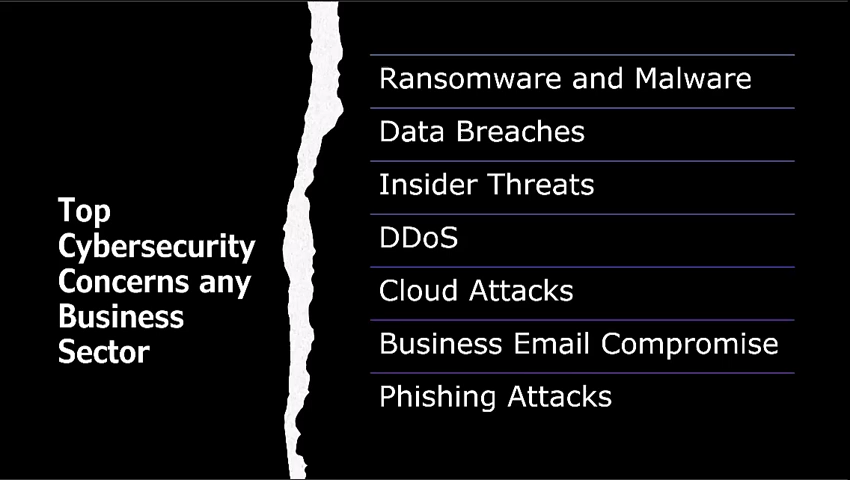 Top
Cybersecurity
Concerns any
Business
Sector
Ransomware and Malware
Data Breaches
Insider Threats
DDoS
Cloud Attacks
Business Email Compromise
Phishing Attacks